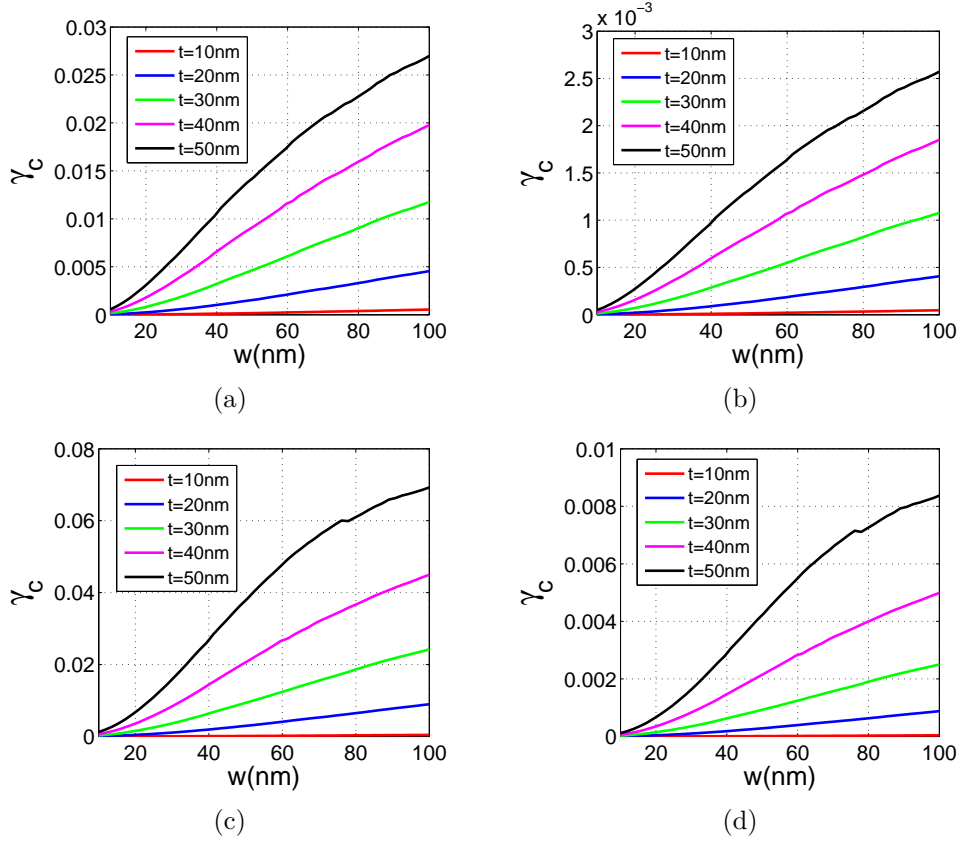 0.03
0.025
0.02
0.015
0.01
0.005
0
γc
t=10nm
t=20nm
t=30nm
t=40nm
t=50nm
20 40 60 80 100
w(nm)
(a)
x 10⁻³
3
2.5
2
1.5
1
0.5
0
γc
t=10nm
t=20nm
t=30nm
t=40nm
t=50nm
20 40 60 80 100
w(nm)
(b)
0.08
0.06
0.04
0.02
0
γc
t=10nm
t=20nm
t=30nm
t=40nm
t=50nm
20 40 60 80 100
w(nm)
(c)
0.01
0.008
0.006
0.004
0.002
0
γc
t=10nm
t=20nm
t=30nm
t=40nm
t=50nm
20 40 60 80 100
w(nm)
(d)